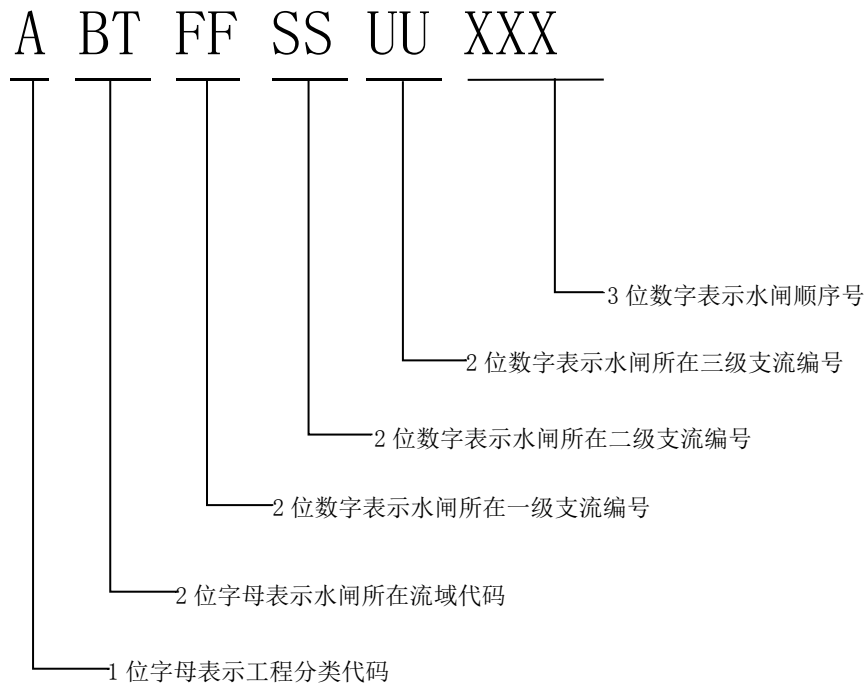 A BT FF SS UU XXX
3 位数字表示水闸顺序号
2 位数字表示水闸所在三级支流编号
2 位数字表示水闸所在二级支流编号
2 位数字表示水闸所在一级支流编号
2 位字母表示水闸所在流域代码
1 位字母表示工程分类代码